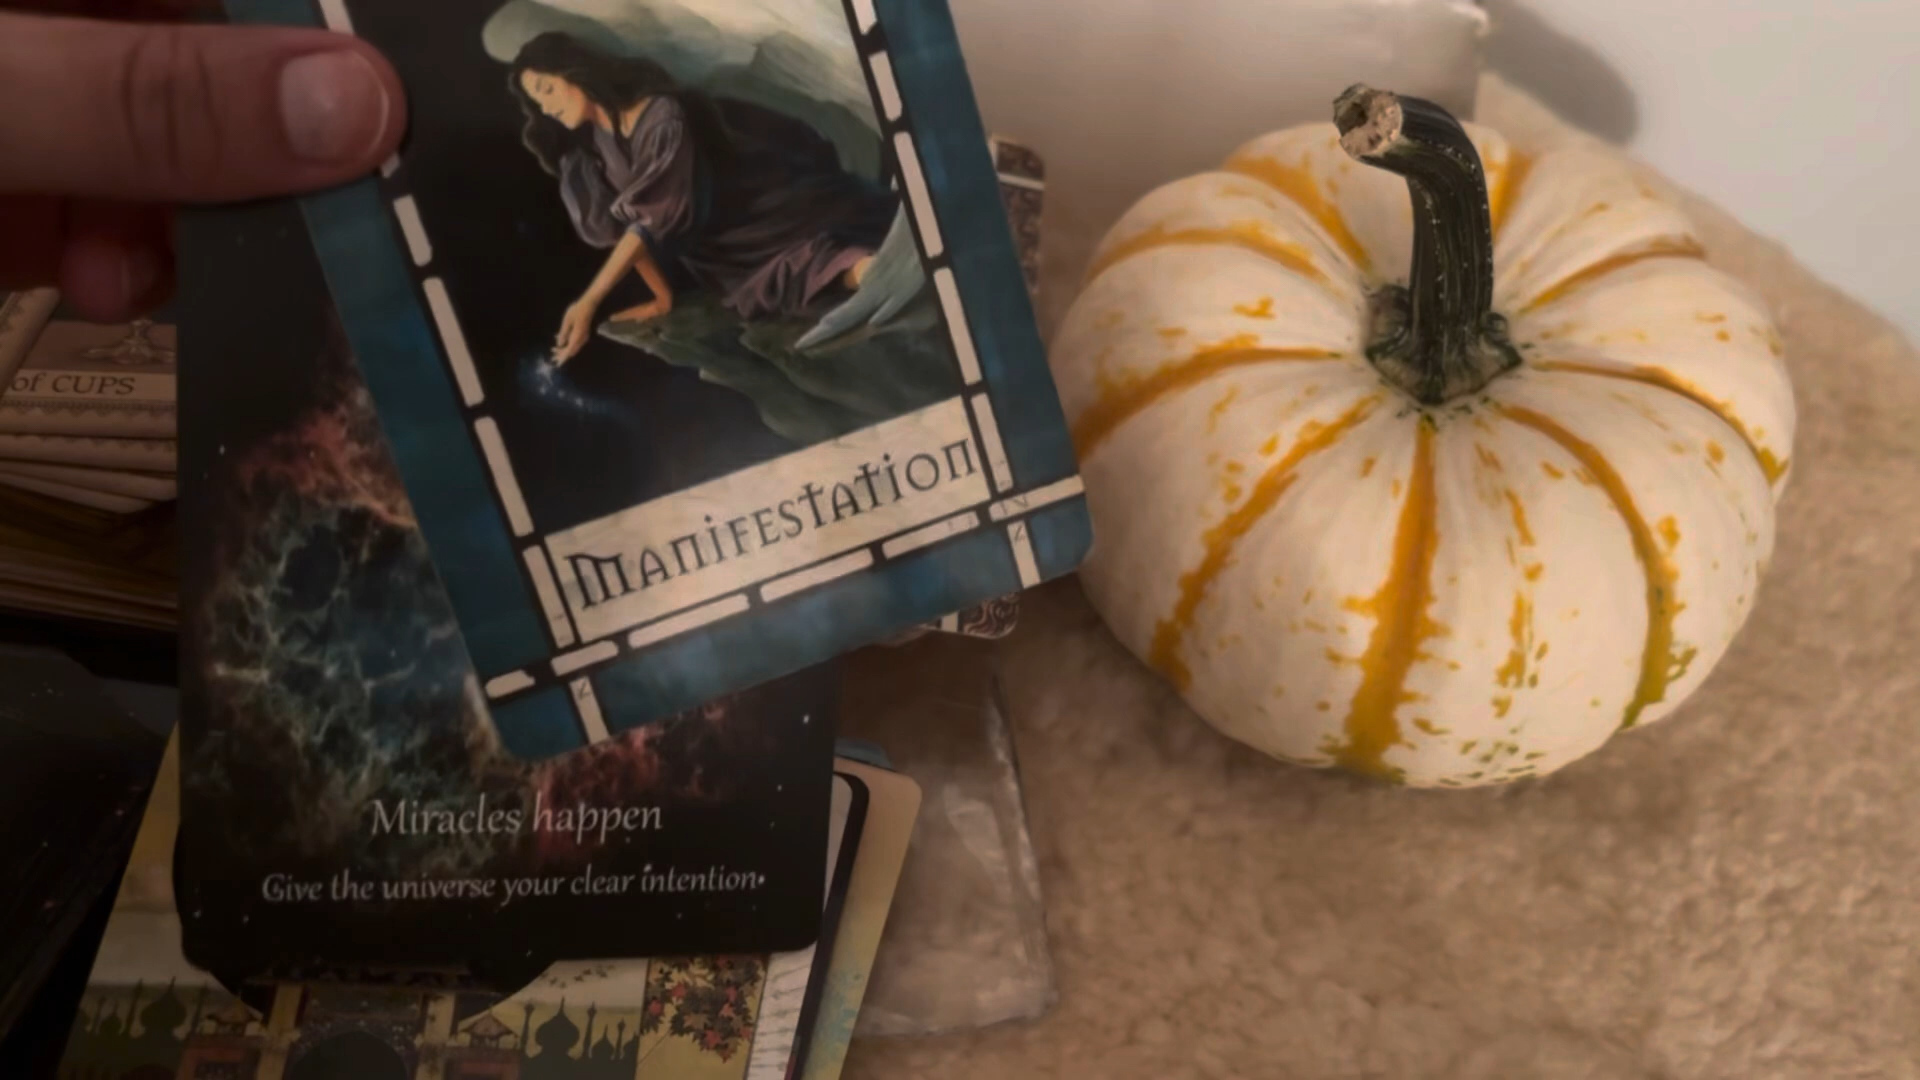 of CUPS
Manifestation
Miracles happen
Give the universe your clear intention.